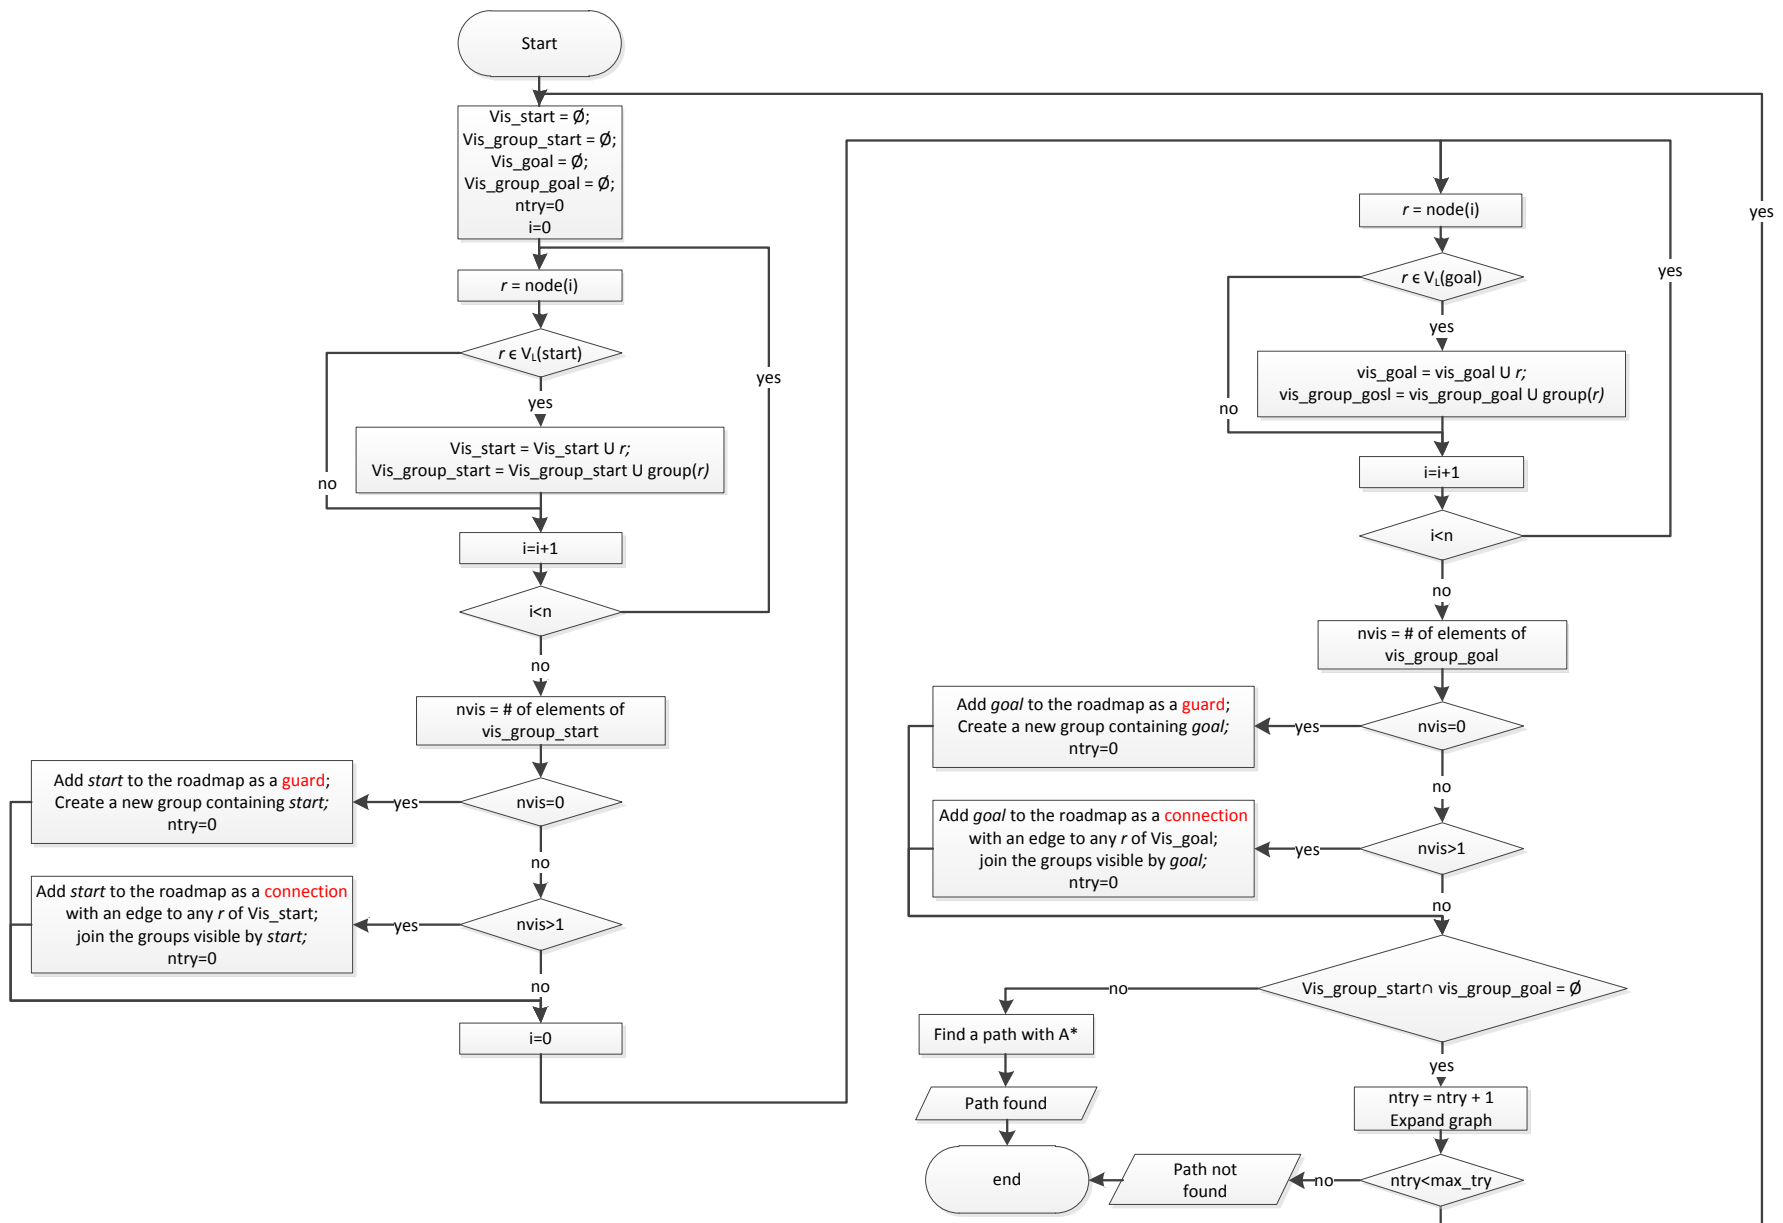 Start
Vis_start = Ø;
Vis_group_start = Ø;
Vis_goal = Ø;
Vis_group_goal = Ø;
ntry=0
i=0
r = node(i)
r ϵ VL(start)
yes
no
Vis_start = Vis_start U r;
Vis_group_start = Vis_group_start U group(r)
i=i+1
i<n
yes
no
nvis = # of elements of
vis_group_start
nvis=0
yes
Add start to the roadmap as a guard;
Create a new group containing start;
ntry=0
no
nvis>1
yes
Add start to the roadmap as a connection
with an edge to any r of Vis_start;
join the groups visible by start;
ntry=0
no
i=0
r = node(i)
r ϵ VL(goal)
yes
no
vis_goal = vis_goal U r;
vis_group_gosl = vis_group_goal U group(r)
i=i+1
i<n
yes
no
nvis = # of elements of
vis_group_goal
nvis=0
yes
Add goal to the roadmap as a guard;
Create a new group containing goal;
ntry=0
no
nvis>1
yes
Add goal to the roadmap as a connection
with an edge to any r of Vis_goal;
join the groups visible by goal;
ntry=0
no
Vis_group_start∩ vis_group_goal = Ø
no
Find a path with A*
Path found
end
yes
ntry = ntry + 1
Expand graph
ntry<max_try
no
Path not
found
yes